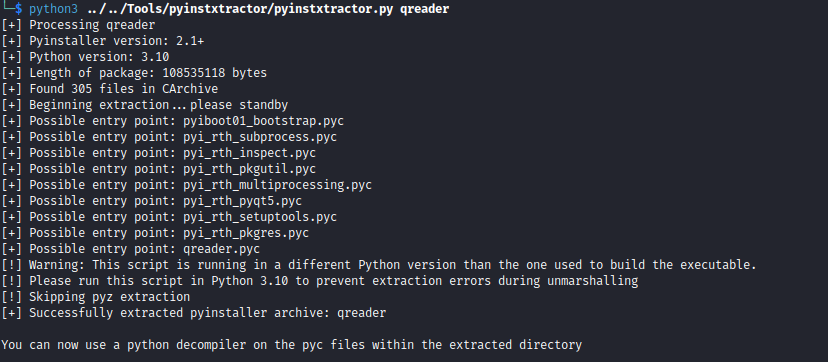 └─$ python3 ../../Tools/pyinstxtractor/pyinstxtractor.py qreader
[+] Processing qreader
[+] Pyinstaller version: 2.1+
[+] Python version: 3.10
[+] Length of package: 108535118 bytes
[+] Found 305 files in CArchive
[+] Beginning extraction...please standby
[+] Possible entry point: pyiboot01_bootstrap.pyc
[+] Possible entry point: pyi_rth_subprocess.pyc
[+] Possible entry point: pyi_rth_inspect.pyc
[+] Possible entry point: pyi_rth_pkgutil.pyc
[+] Possible entry point: pyi_rth_multiprocessing.pyc
[+] Possible entry point: pyi_rth_pyqt5.pyc
[+] Possible entry point: pyi_rth_setuptools.pyc
[+] Possible entry point: pyi_rth_pkgres.pyc
[+] Possible entry point: qreader.pyc
[!] Warning: This script is running in a different Python version than the one used to build the executable.
[!] Please run this script in Python 3.10 to prevent extraction errors during unmarshalling
[!] Skipping pyz extraction
[+] Successfully extracted pyinstaller archive: qreader
You can now use a python decompiler on the pyc files within the extracted directory